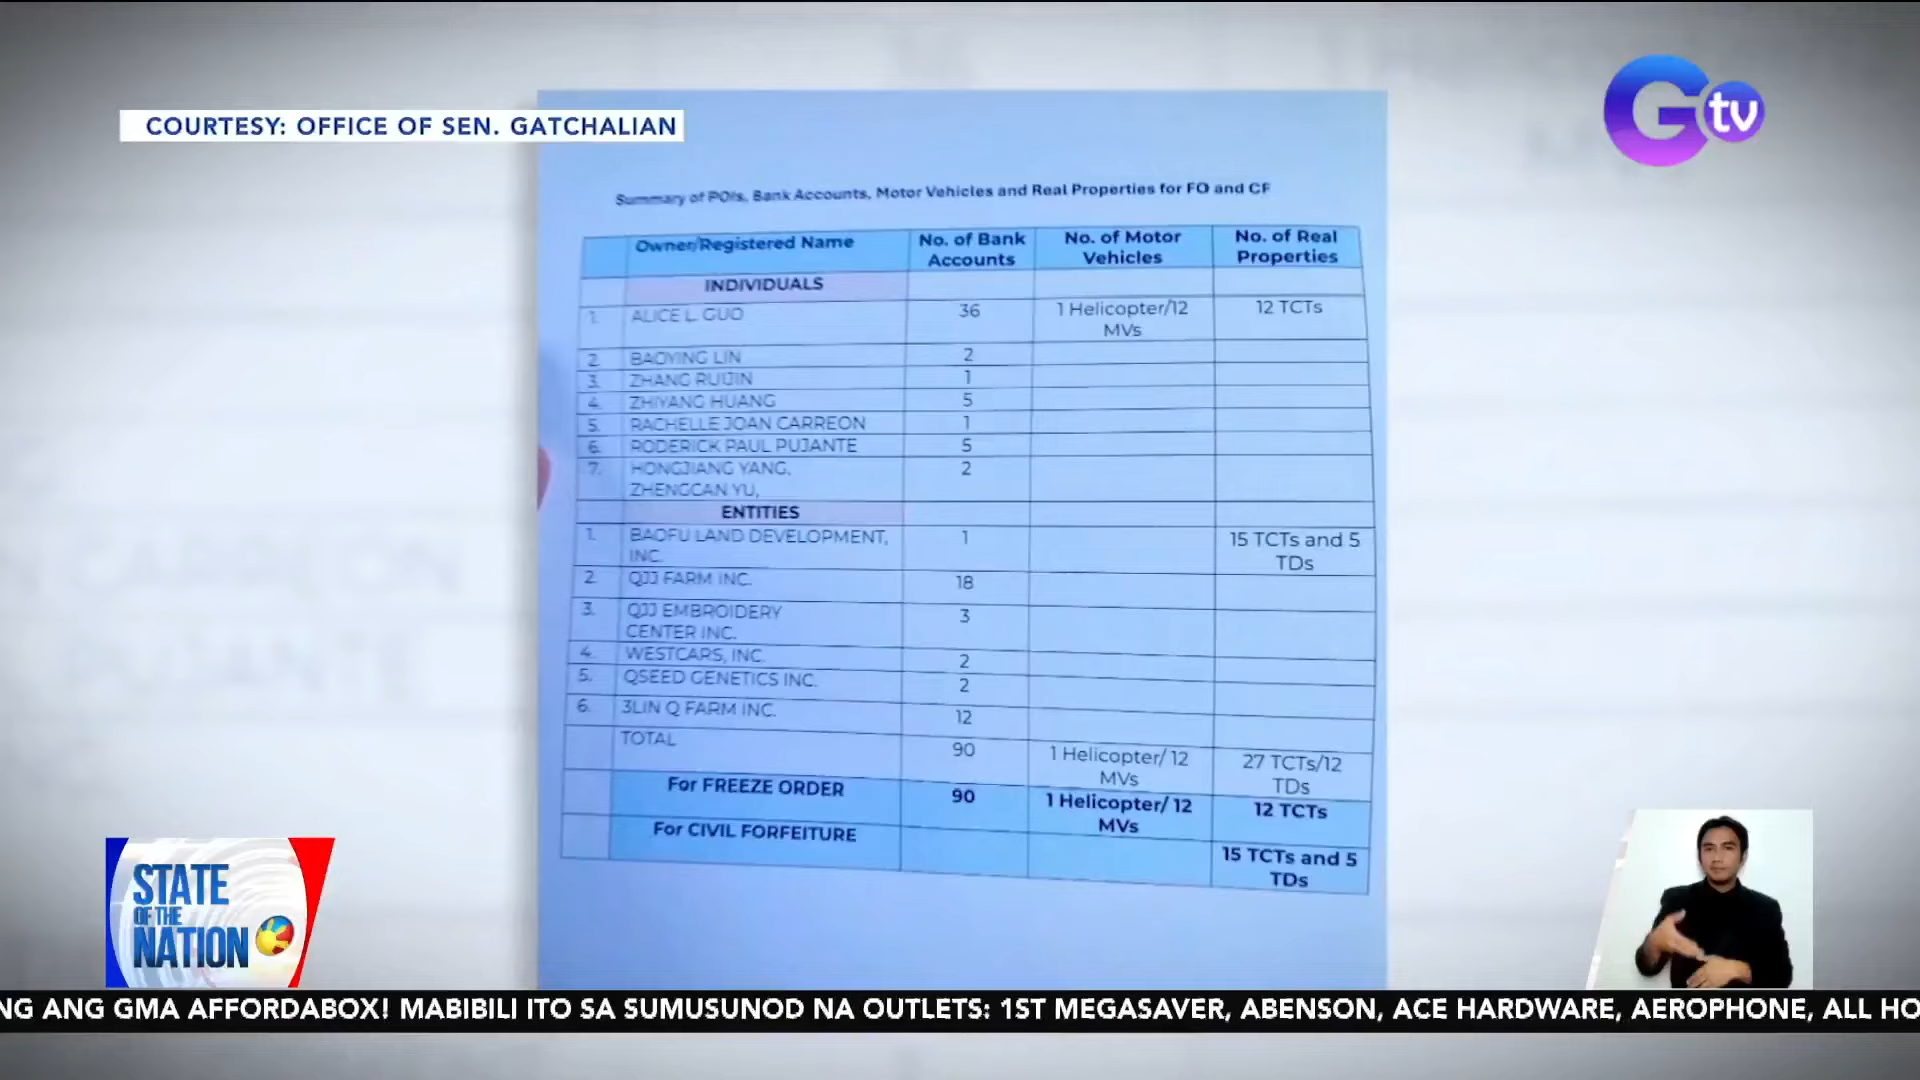 COURTESY: OFFICE OF SEN. GATCHALIAN
G tv
Summary of POIs, Bank Accounts, Motor Vehicles and Real Properties for FO and CF
Owner/Registered Name No. of Bank Accounts No. of Motor Vehicles No. of Real Properties
INDIVIDUALS
1. ALICE L. GUO 36 1 Helicopter/12 MVs 12 TCTs
2. BAOYING LIN 2
3. ZHANG RUIJIN 1
4. ZHIYANG HUANG 5
5. RACHELLE JOAN CARREON 1
6. RODERICK PAUL PUJANTE 5
7. HONGJIANG YANG, 2
ZHENGCAN YU,
ENTITIES
1. BAOFU LAND DEVELOPMENT, INC. 1 15 TCTs and 5 TDs
2. QJJ FARM INC. 18
3. QJJ EMBROIDERY CENTER INC. 3
4. WESTCARS, INC. 2
5. QSEED GENETICS INC. 2
6. 3LIN Q FARM INC. 12
TOTAL 90 1 Helicopter/ 12 MVs 27 TCTs/12 TDs
For FREEZE ORDER 90 1 Helicopter/ 12 MVs 12 TCTs
For CIVIL FORFEITURE 15 TCTs and 5 TDs
STATE
OF THE
NATION
NG ANG GMA AFFORDABOX! MABIBILI ITO SA SUMUSUNOD NA OUTLETS: 1ST MEGASAVER, ABENSON, ACE HARDWARE, AEROPHONE, ALL HO